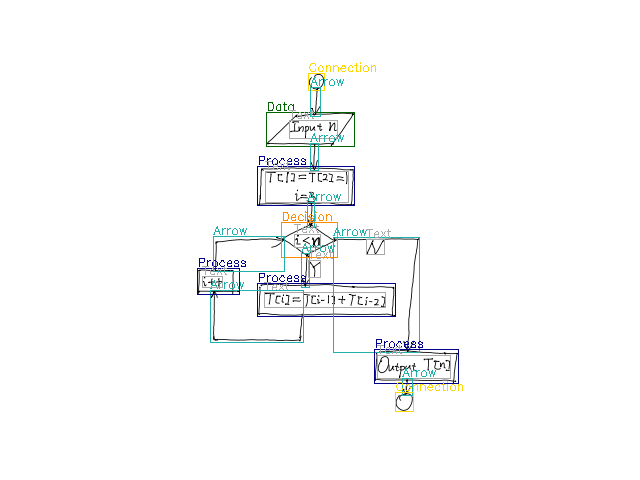 Connection
Arrow
Data
Text
Input n
Arrow
Process
T[1]=T[2]=1
i=3
Arrow
Decision
Text
i≤n
Arrow
Arrow
Text
N
Arrow
Text
Y
Process
Text
i++
Arrow
Process
Text
T[i]=T[i-1]+T[i-2]
Process
Text
Output T[n]
Arrow
Connection